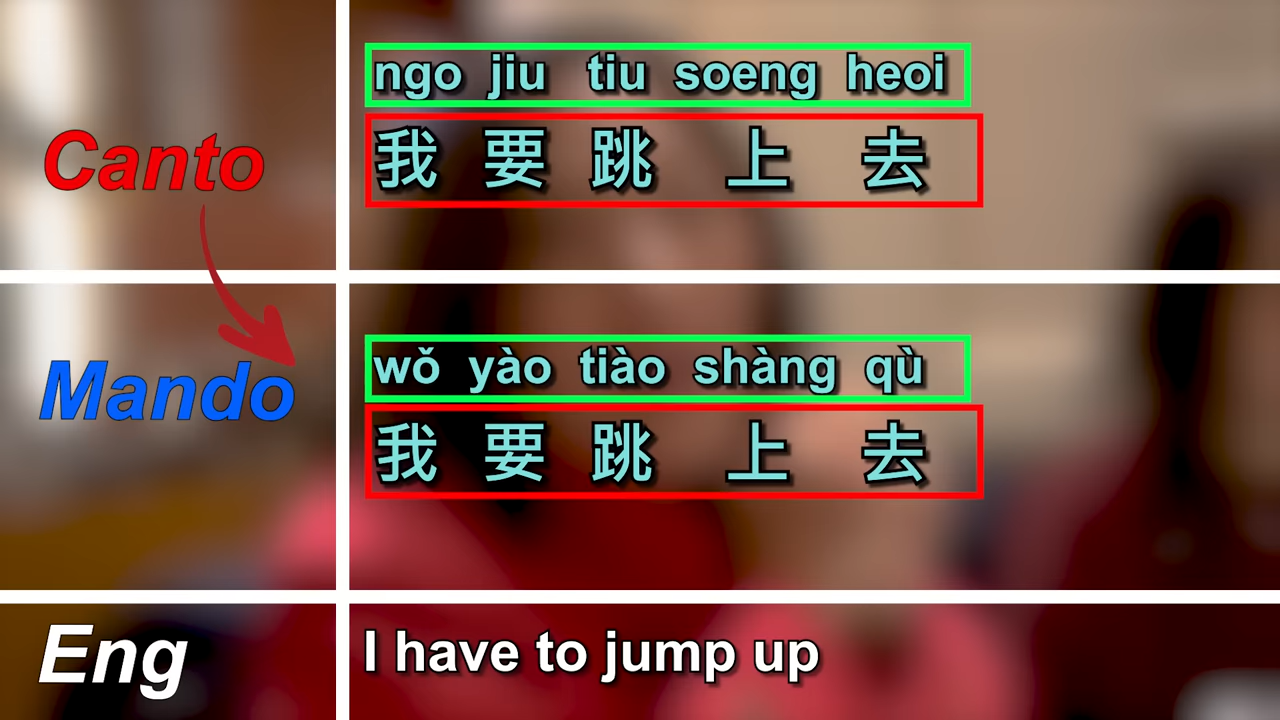 Canto
ngo jiu tiu soeng heoi
我 要 跳 上 去
Mando
wǒ yào tiào shàng qù
我 要 跳 上 去
Eng
I have to jump up